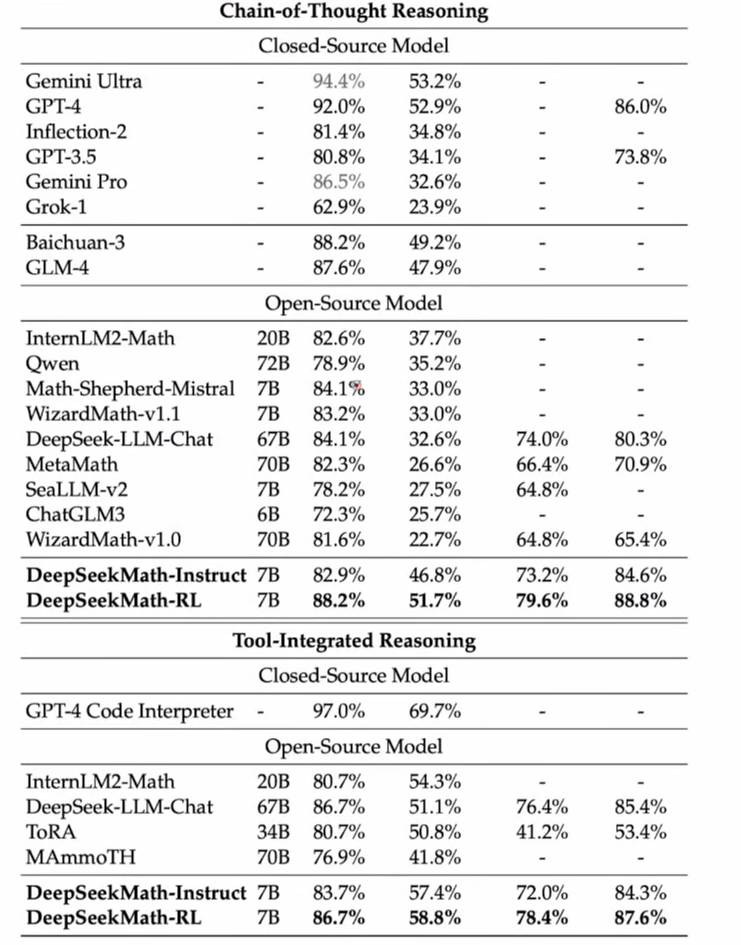 Chain-of-Thought Reasoning
Closed-Source Model
Gemini Ultra - 94.4% 53.2% - -
GPT-4 - 92.0% 52.9% - 86.0%
Inflection-2 - 81.4% 34.8% - -
GPT-3.5 - 80.8% 34.1% - 73.8%
Gemini Pro - 86.5% 32.6% - -
Grok-1 - 62.9% 23.9% - -
Baichuan-3 - 88.2% 49.2% - -
GLM-4 - 87.6% 47.9% - -
Open-Source Model
InternLM2-Math 20B 82.6% 37.7% - -
Qwen 72B 78.9% 35.2% - -
Math-Shepherd-Mistral 7B 84.1% 33.0% - -
WizardMath-v1.1 7B 83.2% 33.0% - -
DeepSeek-LLM-Chat 67B 84.1% 32.6% 74.0% 80.3%
MetaMath 70B 82.3% 26.6% 66.4% 70.9%
SeaLLM-v2 7B 78.2% 27.5% 64.8% -
ChatGLM3 6B 72.3% 25.7% - -
WizardMath-v1.0 70B 81.6% 22.7% 64.8% 65.4%
DeepSeekMath-Instruct 7B 82.9% 46.8% 73.2% 84.6%
DeepSeekMath-RL 7B 88.2% 51.7% 79.6% 88.8%
Tool-Integrated Reasoning
Closed-Source Model
GPT-4 Code Interpreter - 97.0% 69.7% - -
Open-Source Model
InternLM2-Math 20B 80.7% 54.3% - -
DeepSeek-LLM-Chat 67B 86.7% 51.1% 76.4% 85.4%
ToRA 34B 80.7% 50.8% 41.2% 53.4%
MAmmoTH 70B 76.9% 41.8% - -
DeepSeekMath-Instruct 7B 83.7% 57.4% 72.0% 84.3%
DeepSeekMath-RL 7B 86.7% 58.8% 78.4% 87.6%